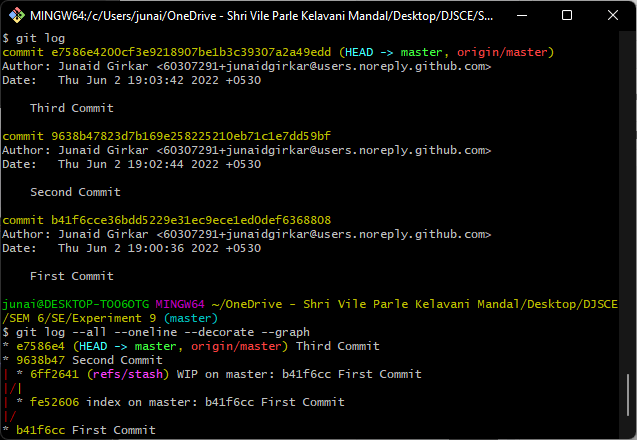 MINGW64:/c/Users/junai/OneDrive - Shri Vile Parle Kelavani Mandal/Desktop/DJSCE/S...
$ git log
commit e7586e4200cf3e9218907be1b3c39307a2a49edd (HEAD -> master, origin/master)
Author: Junaid Girkar <60307291+junaidgirkar@users.noreply.github.com>
Date:   Thu Jun 2 19:03:42 2022 +0530
    Third Commit
commit 9638b47823d7b169e258225210eb71c1e7dd59bf
Author: Junaid Girkar <60307291+junaidgirkar@users.noreply.github.com>
Date:   Thu Jun 2 19:02:44 2022 +0530
    Second Commit
commit b41f6cce36bdd5229e31ec9ece1ed0def6368808
Author: Junaid Girkar <60307291+junaidgirkar@users.noreply.github.com>
Date:   Thu Jun 2 19:00:36 2022 +0530
    First Commit
junai@DESKTOP-TOO6OTG MINGW64 ~/OneDrive - Shri Vile Parle Kelavani Mandal/Desktop/DJSCE
/SEM 6/SE/Experiment 9 (master)
$ git log --all --oneline --decorate --graph
* e7586e4 (HEAD -> master, origin/master) Third Commit
* 9638b47 Second Commit
| * 6ff2641 (refs/stash) WIP on master: b41f6cc First Commit
|/|
| * fe52606 index on master: b41f6cc First Commit
|/
* b41f6cc First Commit